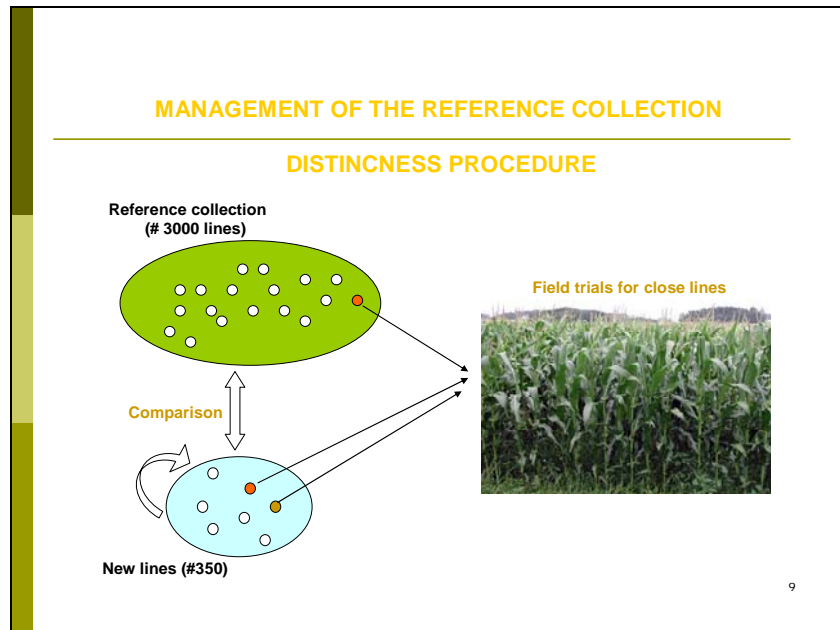 MANAGEMENT OF THE REFERENCE COLLECTION
DISTINCNESS PROCEDURE
Reference collection
(# 3000 lines)
Field trials for close lines
Comparison
New lines (#350)
9